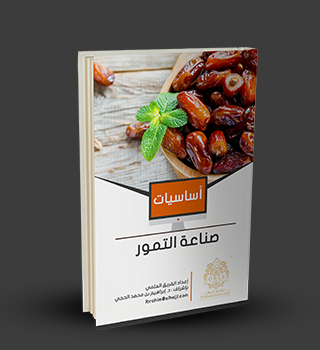 أساسيات
صناعة التمور
إعداد الفريق العلمي
بإشراف : د. إبراهيم بن محمد الحجي